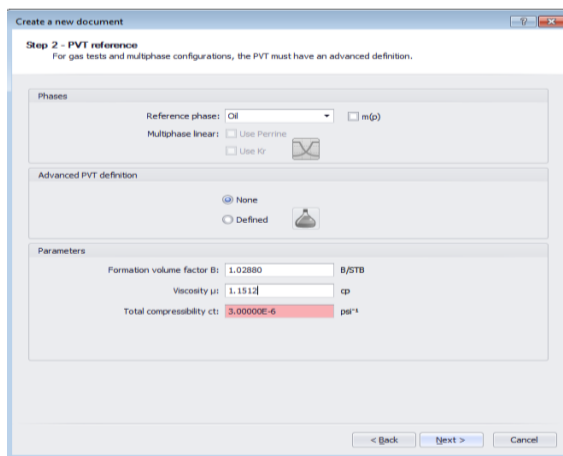 Create a new document
Step 2 - PVT reference
For gas tests and multiphase configurations, the PVT must have an advanced definition.
Phases
Reference phase: Oil m(p)
Multiphase linear: Use Perrine
Use Kr
Advanced PVT definition
None
Defined
Parameters
Formation volume factor B: 1.02880 B/STB
Viscosity μ: 1.1512 cp
Total compressibility ct: 3.00000E-6 psi⁻¹
< Back Next > Cancel